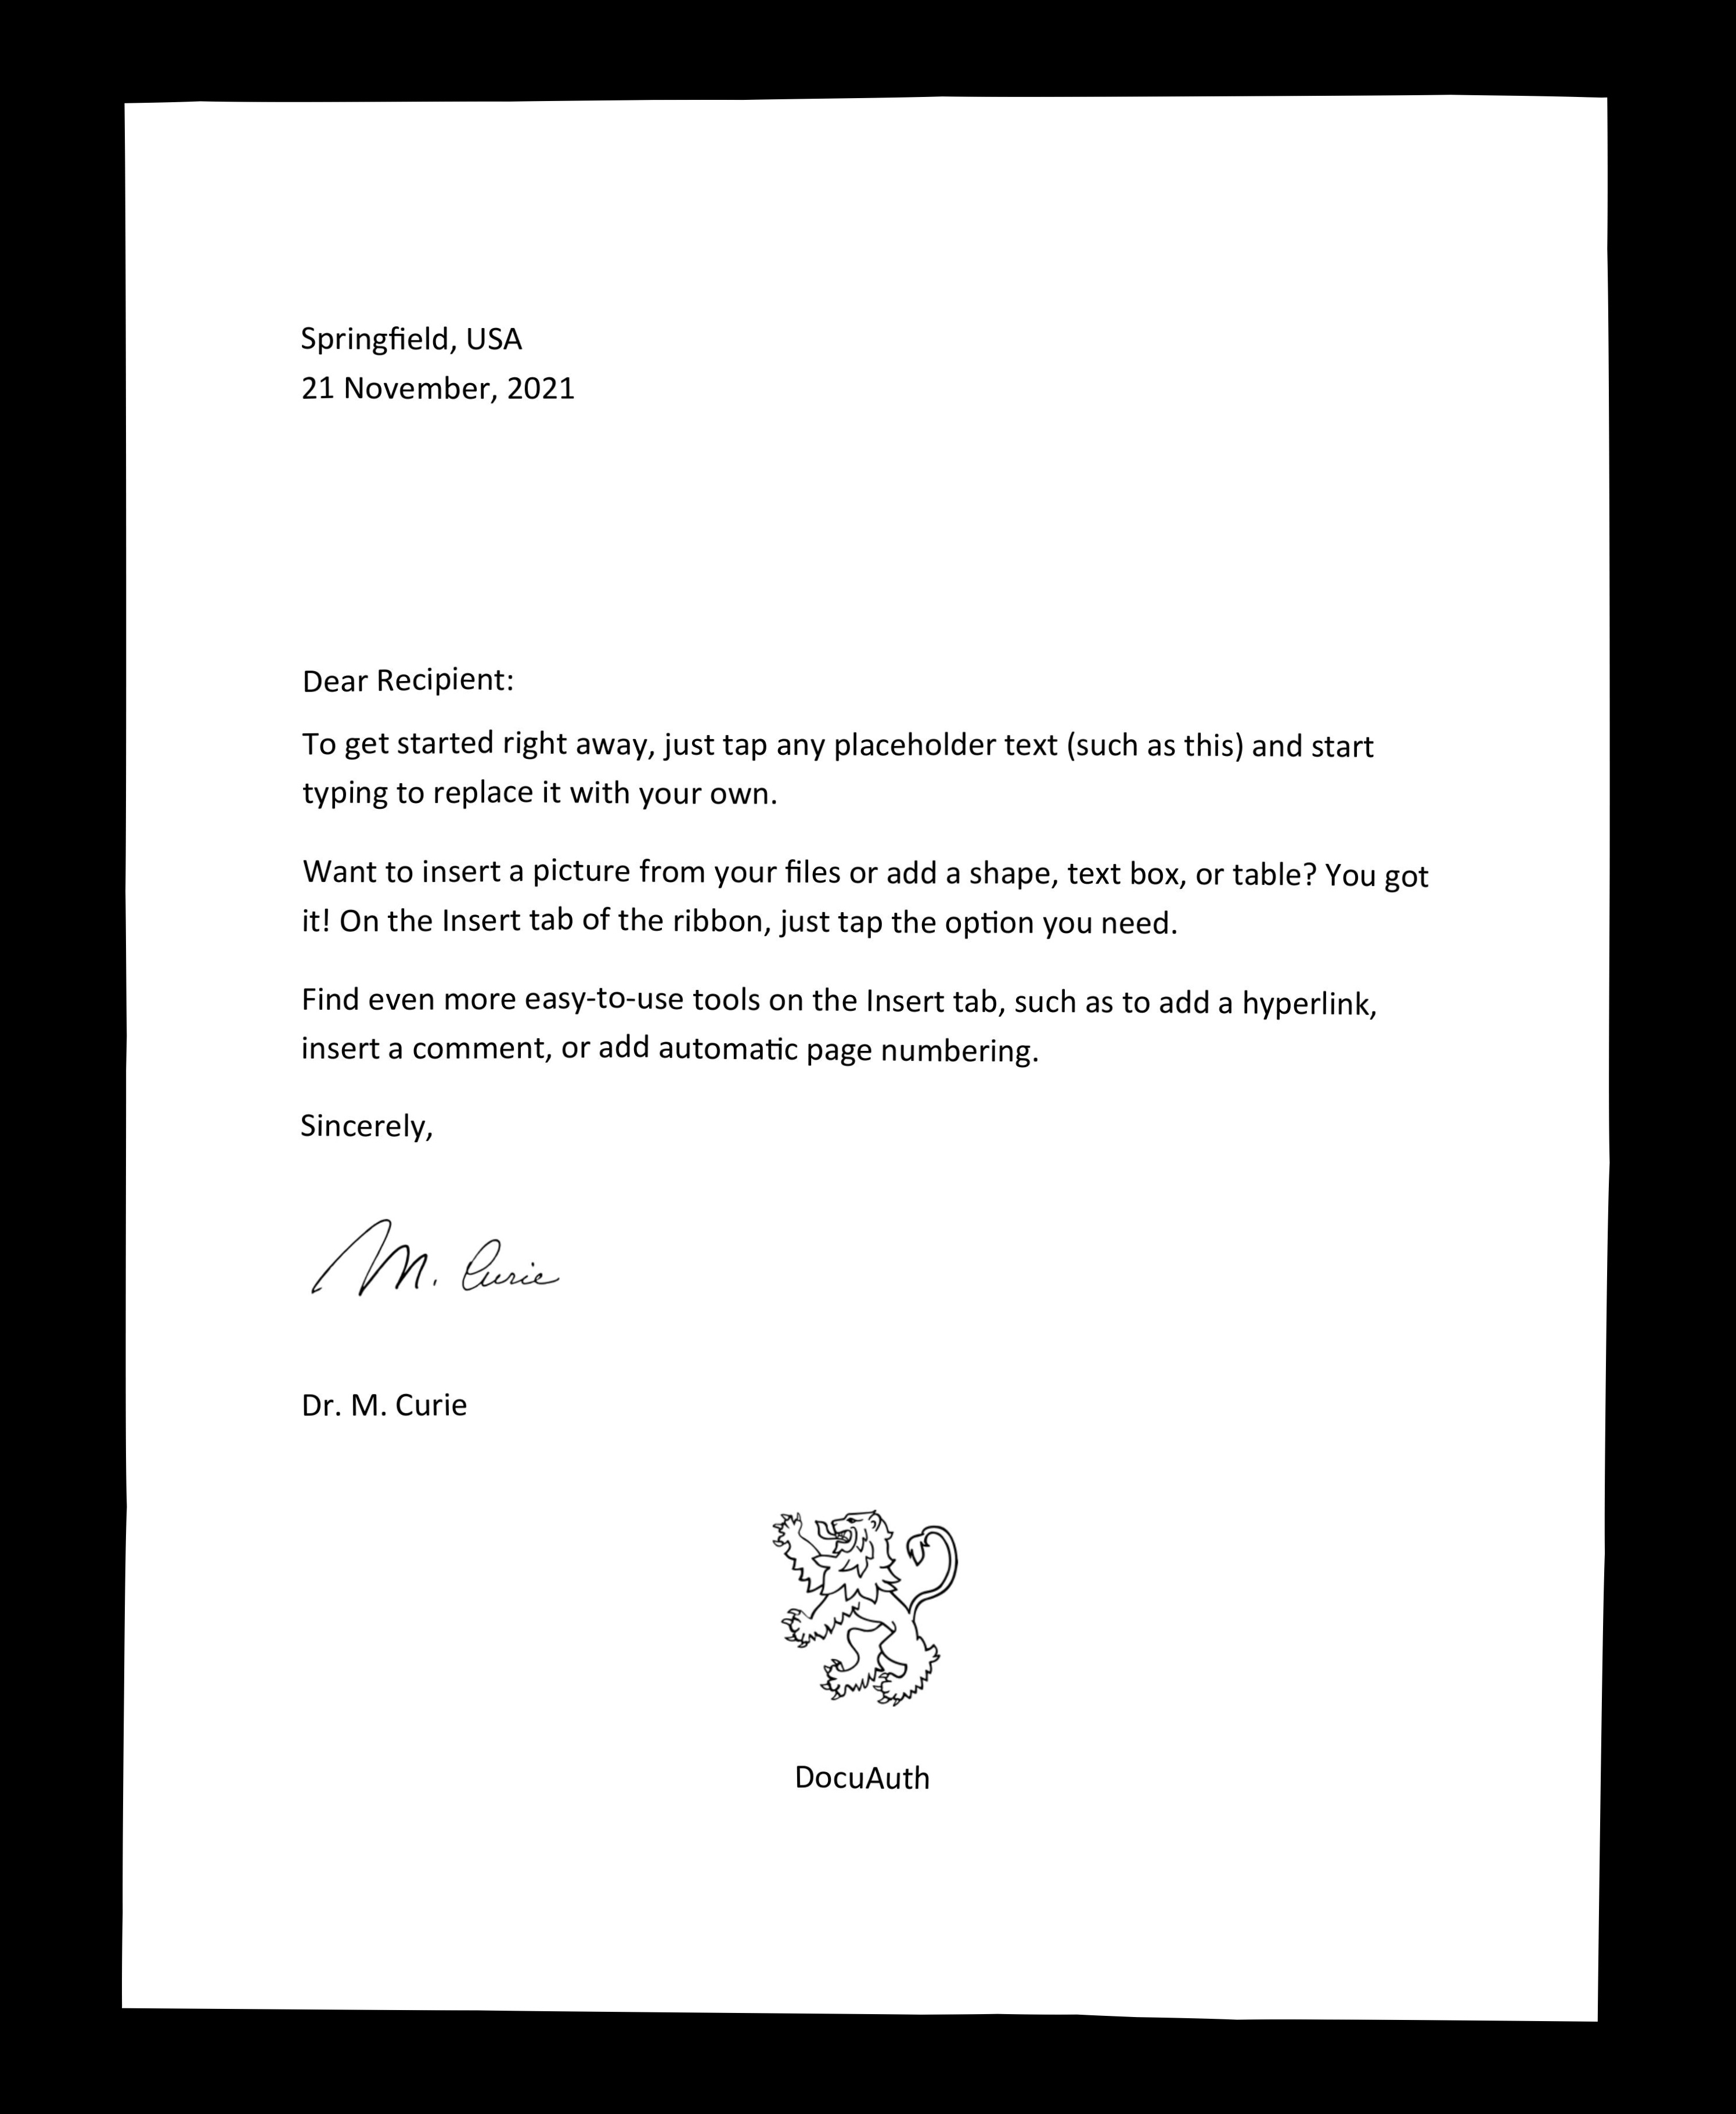 Springfield, USA
21 November, 2021
Dear Recipient:
To get started right away, just tap any placeholder text (such as this) and start
typing to replace it with your own.
Want to insert a picture from your files or add a shape, text box, or table? You got
it! On the Insert tab of the ribbon, just tap the option you need.
Find even more easy-to-use tools on the Insert tab, such as to add a hyperlink,
insert a comment, or add automatic page numbering.
Sincerely,
M. Curie
Dr. M. Curie
DocuAuth